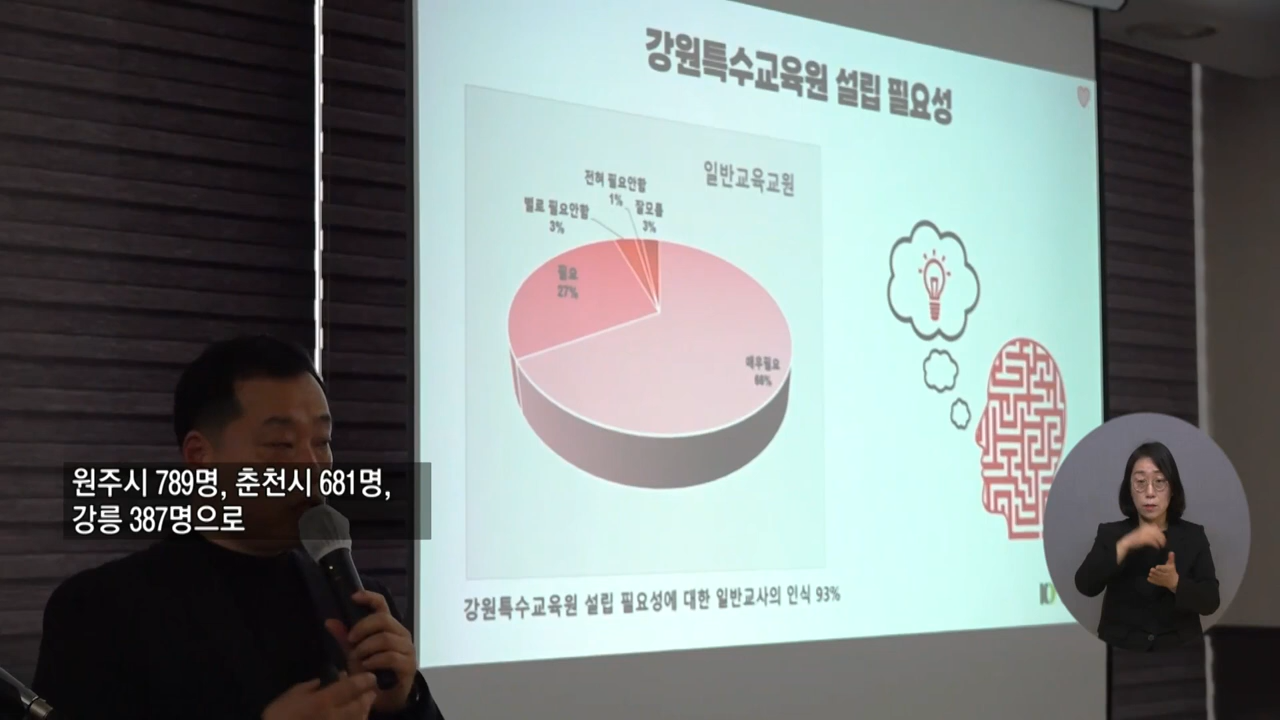 강원특수교육원 설립 필요성
일반교육교원
전혀 필요안함
1%
별로 필요안함
3%
잘모름
3%
필요
27%
매우필요
66%
강원특수교육원 설립 필요성에 대한 일반교사의 인식 93%
원주시 789명, 춘천시 681명,
강릉 387명으로